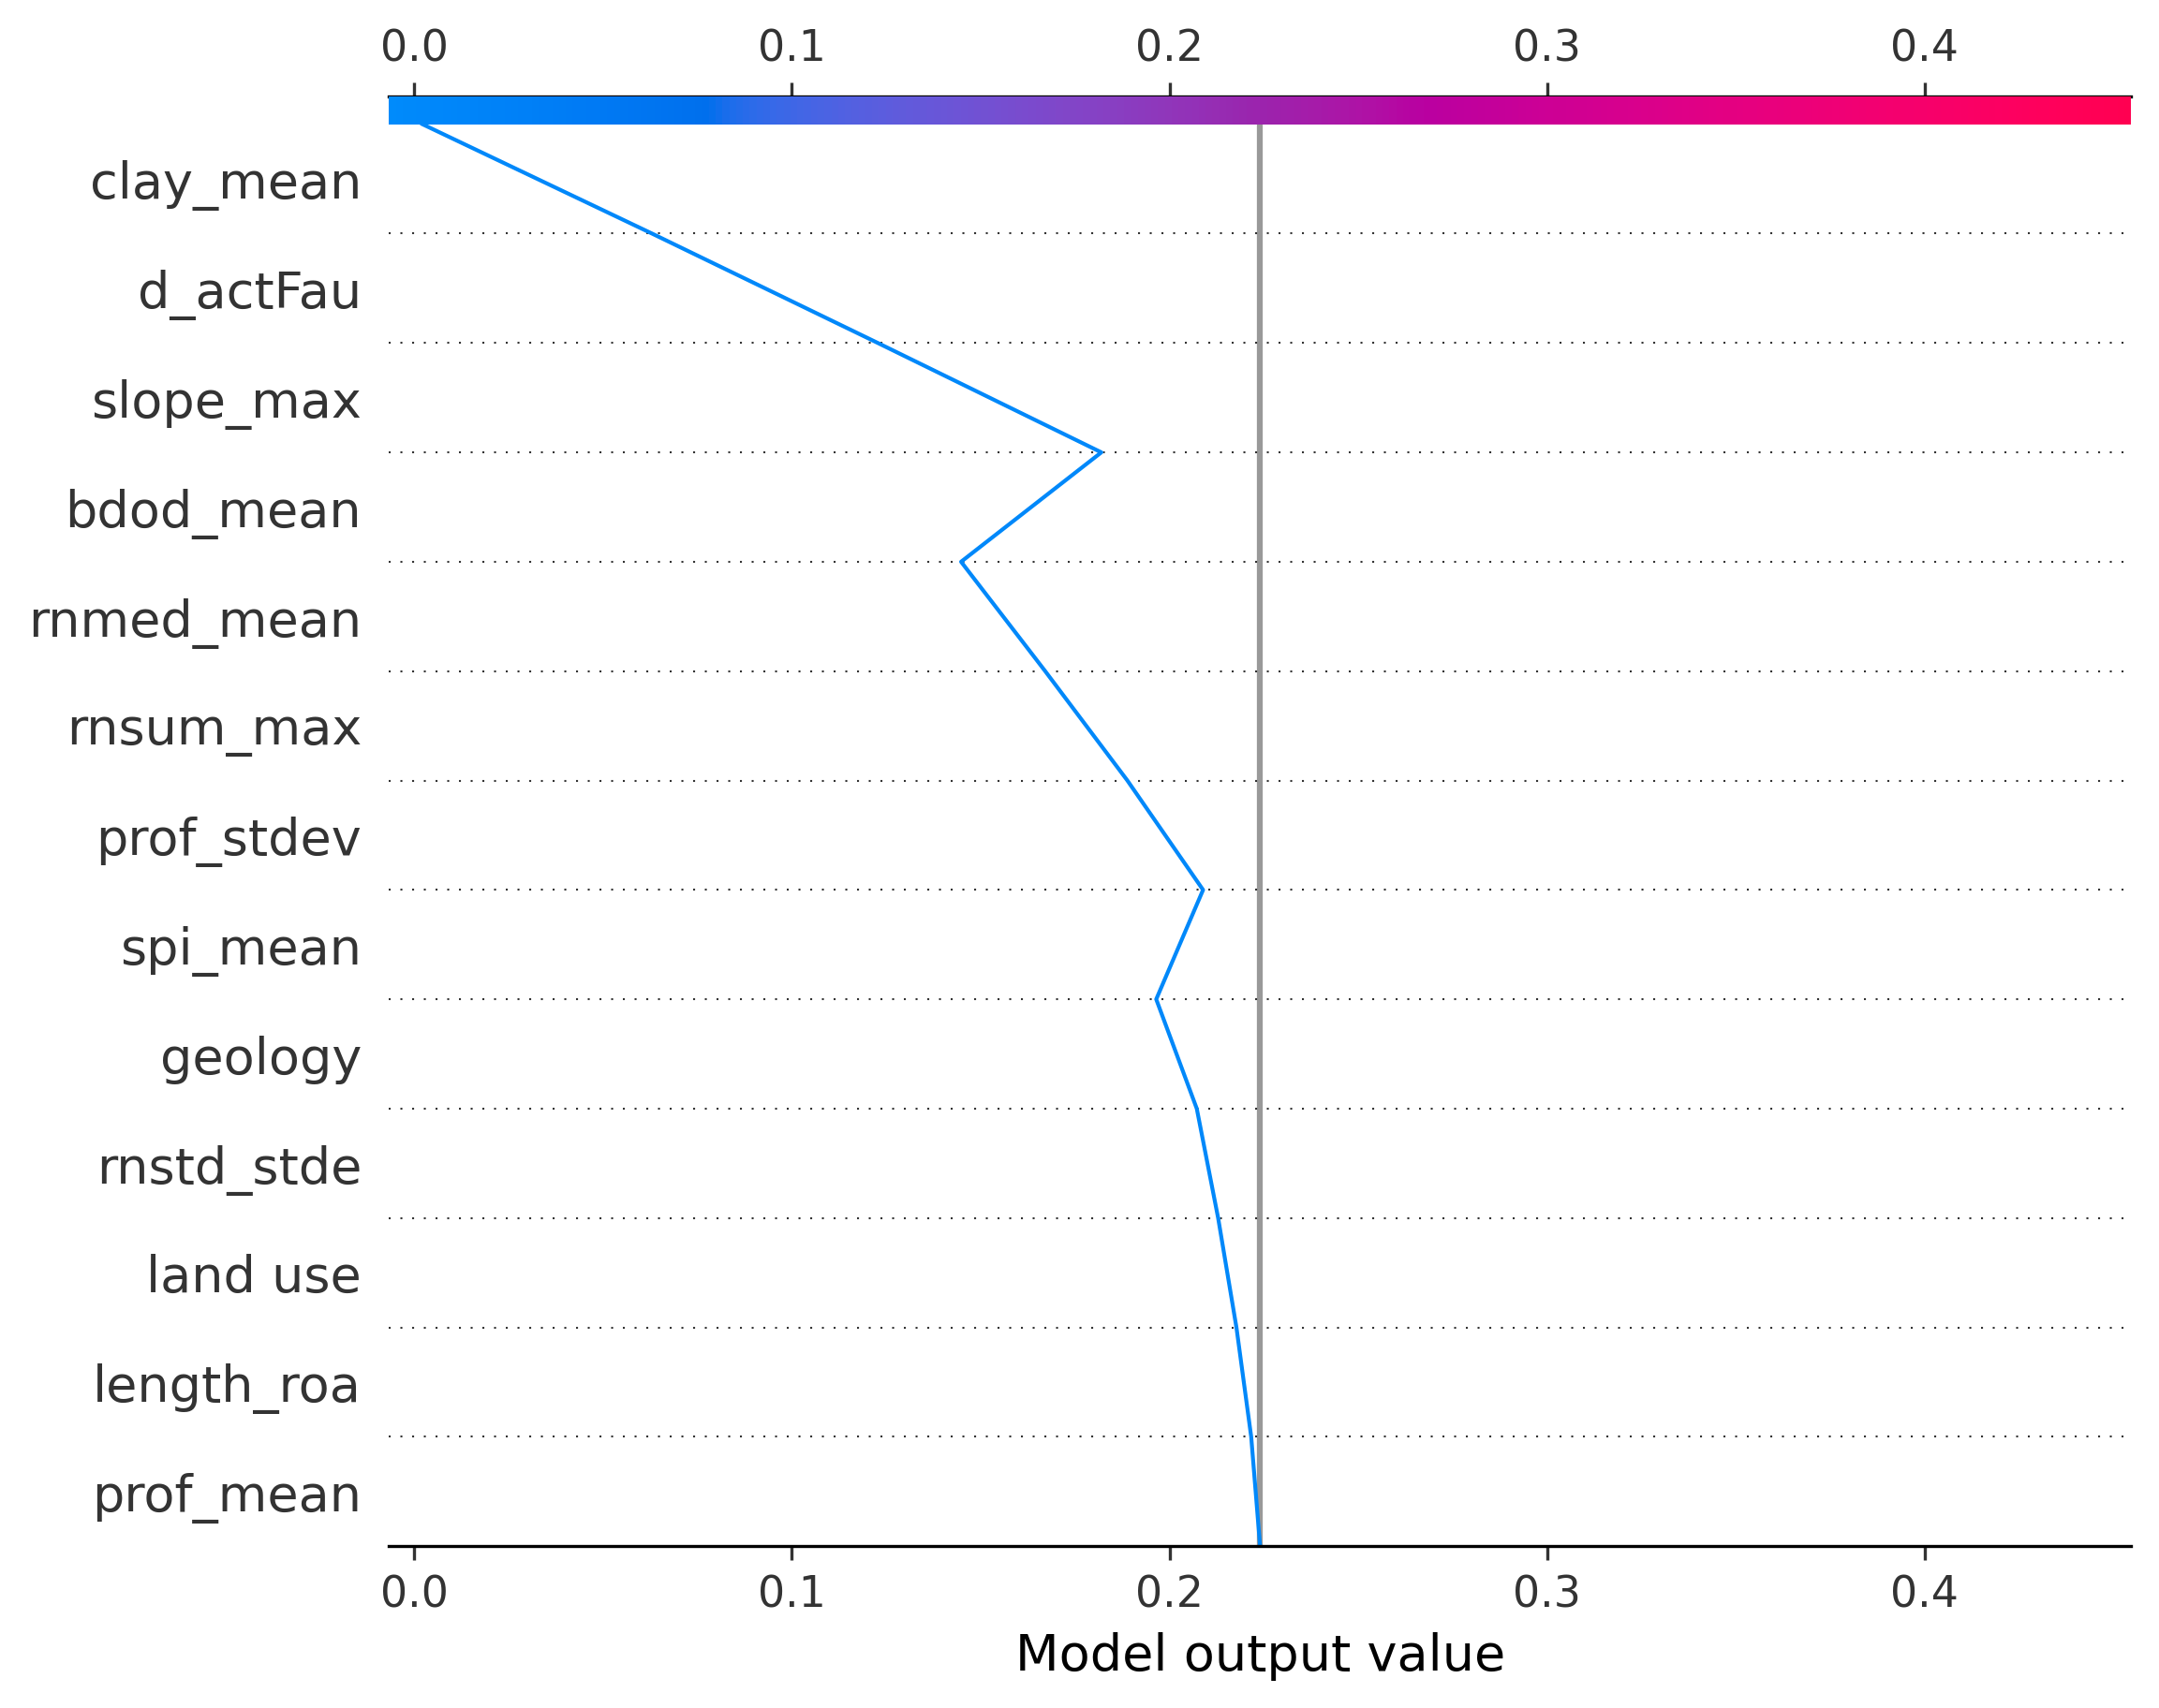 0.0 0.1 0.2 0.3 0.4
clay_mean
d_actFau
slope_max
bdod_mean
rnmed_mean
rnsum_max
prof_stdev
spi_mean
geology
rnstd_stde
land use
length_roa
prof_mean
0.0 0.1 0.2 0.3 0.4
Model output value